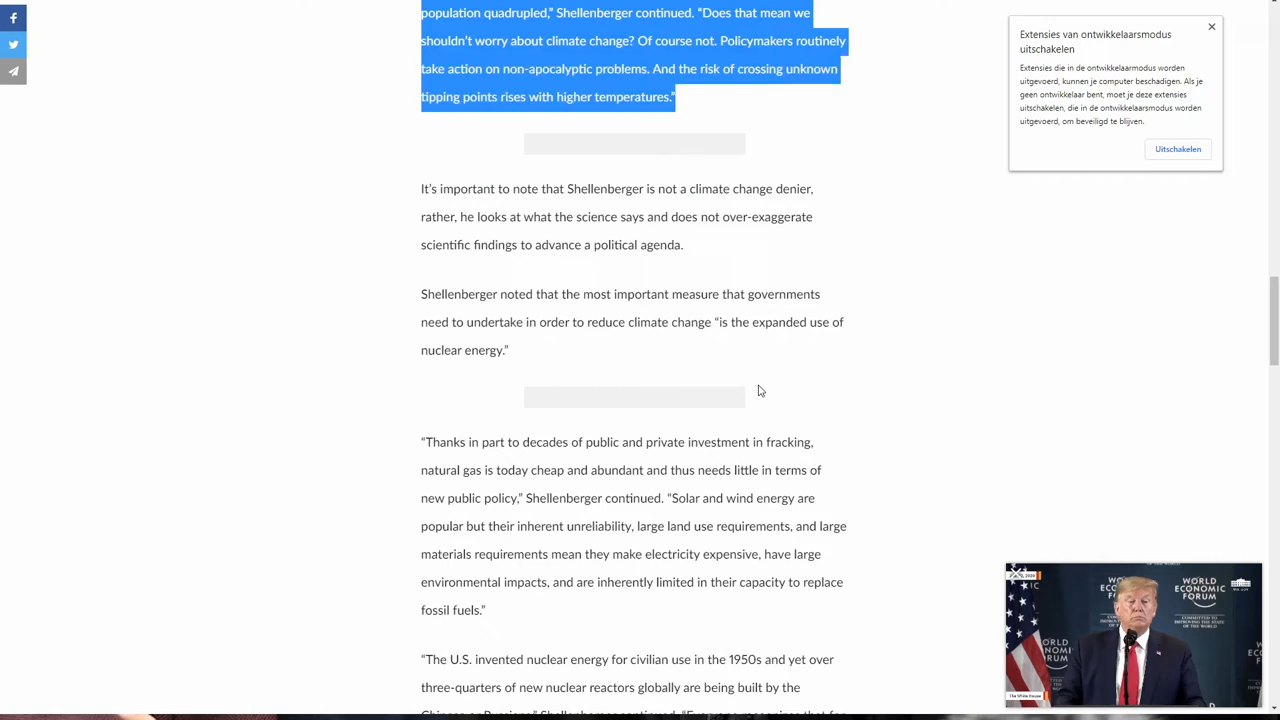 population quadrupled,” Shellenberger continued. “Does that mean we
shouldn’t worry about climate change? Of course not. Policymakers routinely
take action on non-apocalyptic problems. And the risk of crossing unknown
tipping points rises with higher temperatures.”
It’s important to note that Shellenberger is not a climate change denier,
rather, he looks at what the science says and does not over-exaggerate
scientific findings to advance a political agenda.
Shellenberger noted that the most important measure that governments
need to undertake in order to reduce climate change “is the expanded use of
nuclear energy.”
“Thanks in part to decades of public and private investment in fracking,
natural gas is today cheap and abundant and thus needs little in terms of
new public policy,” Shellenberger continued. “Solar and wind energy are
popular but their inherent unreliability, large land use requirements, and large
materials requirements mean they make electricity expensive, have large
environmental impacts, and are inherently limited in their capacity to replace
fossil fuels.”
“The U.S. invented nuclear energy for civilian use in the 1950s and yet over
three-quarters of new nuclear reactors globally are being built by the
Extensies van ontwikkelaarsmodus
uitschakelen
Extensies die in de ontwikkelaarmodus worden
uitgevoerd, kunnen je computer beschadigen. Als je
geen ontwikkelaar bent, moet je deze extensies
uitschakelen, die in de ontwikkelaarsmodus worden
uitgevoerd, om beveiligd te blijven.
Uitschakelen
WORLD
ECONOMIC
FORUM
WORLD
ECONOMIC
FORUM
The White House